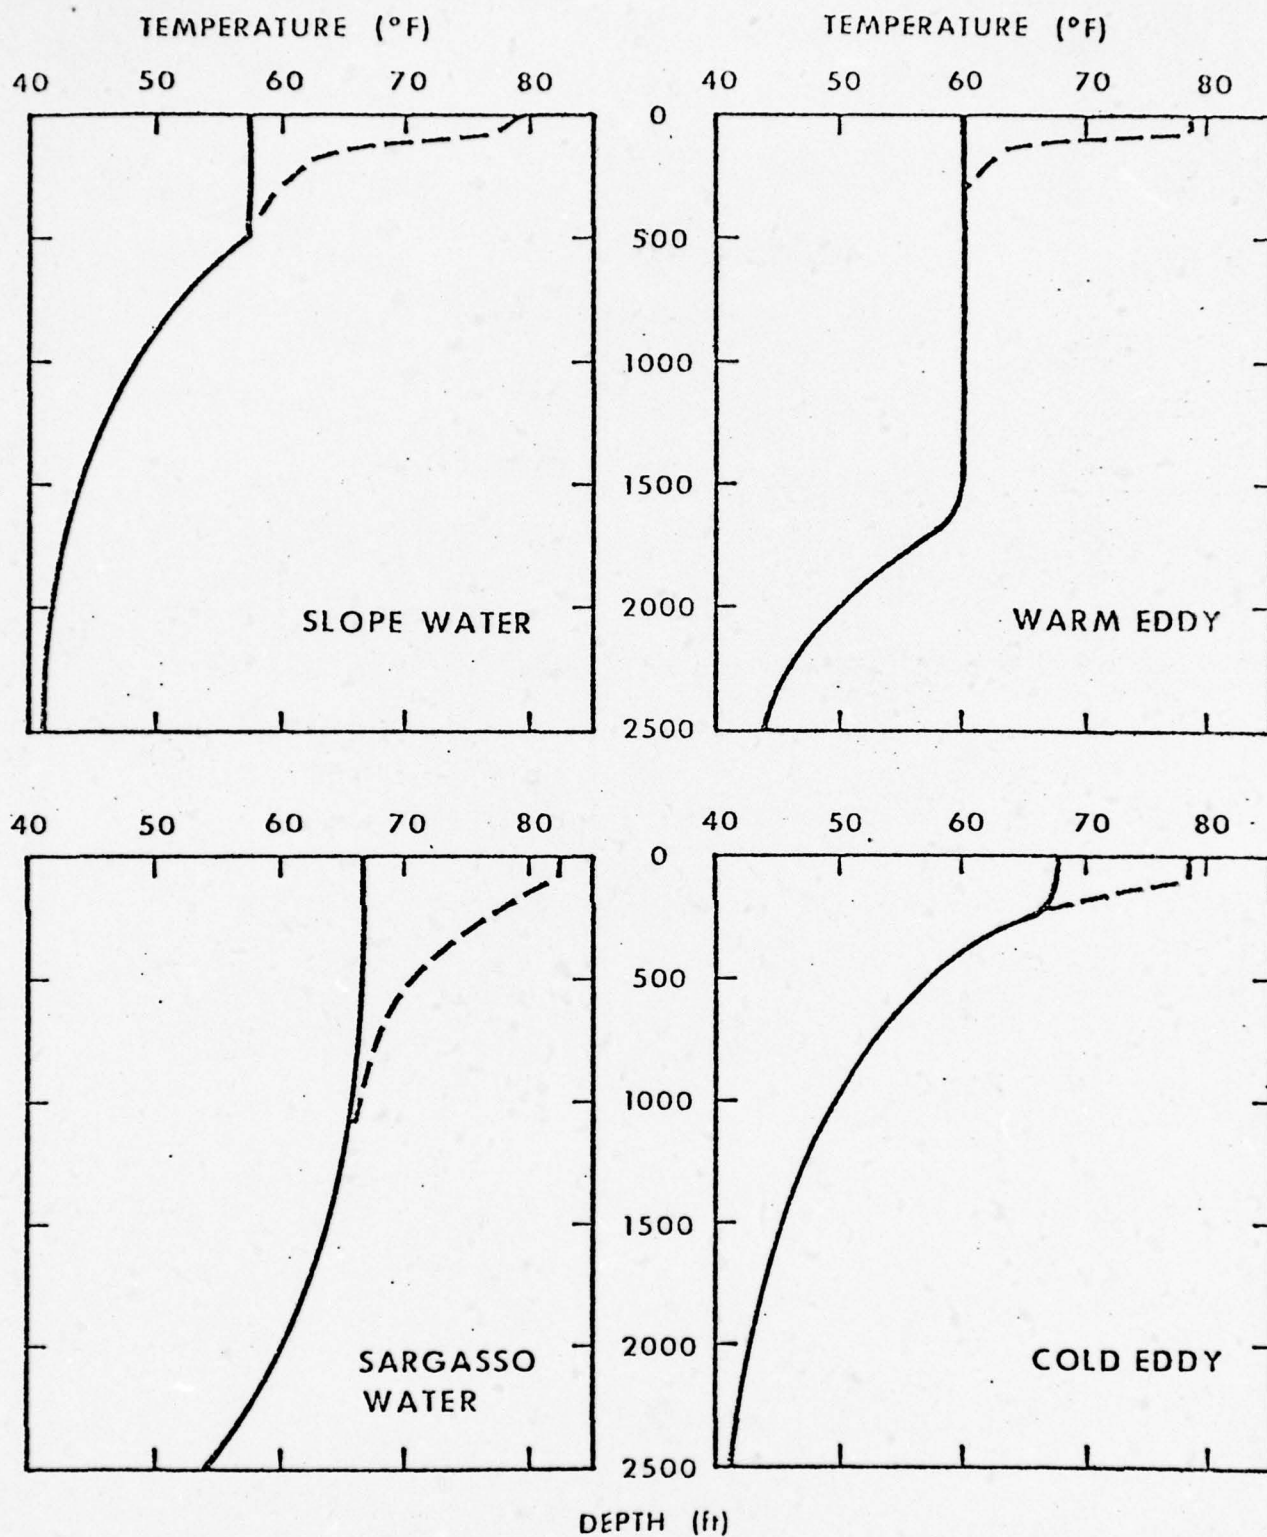 TEMPERATURE (°F) TEMPERATURE (°F)
40 50 60 70 80 40 50 60 70 80
0
500
1000
1500
SLOPE WATER 2000 WARM EDDY
2500
40 50 60 70 80 40 50 60 70 80
0
500
1000
1500
2000
SARGASSO COLD EDDY
WATER
2500
DEPTH (ft)